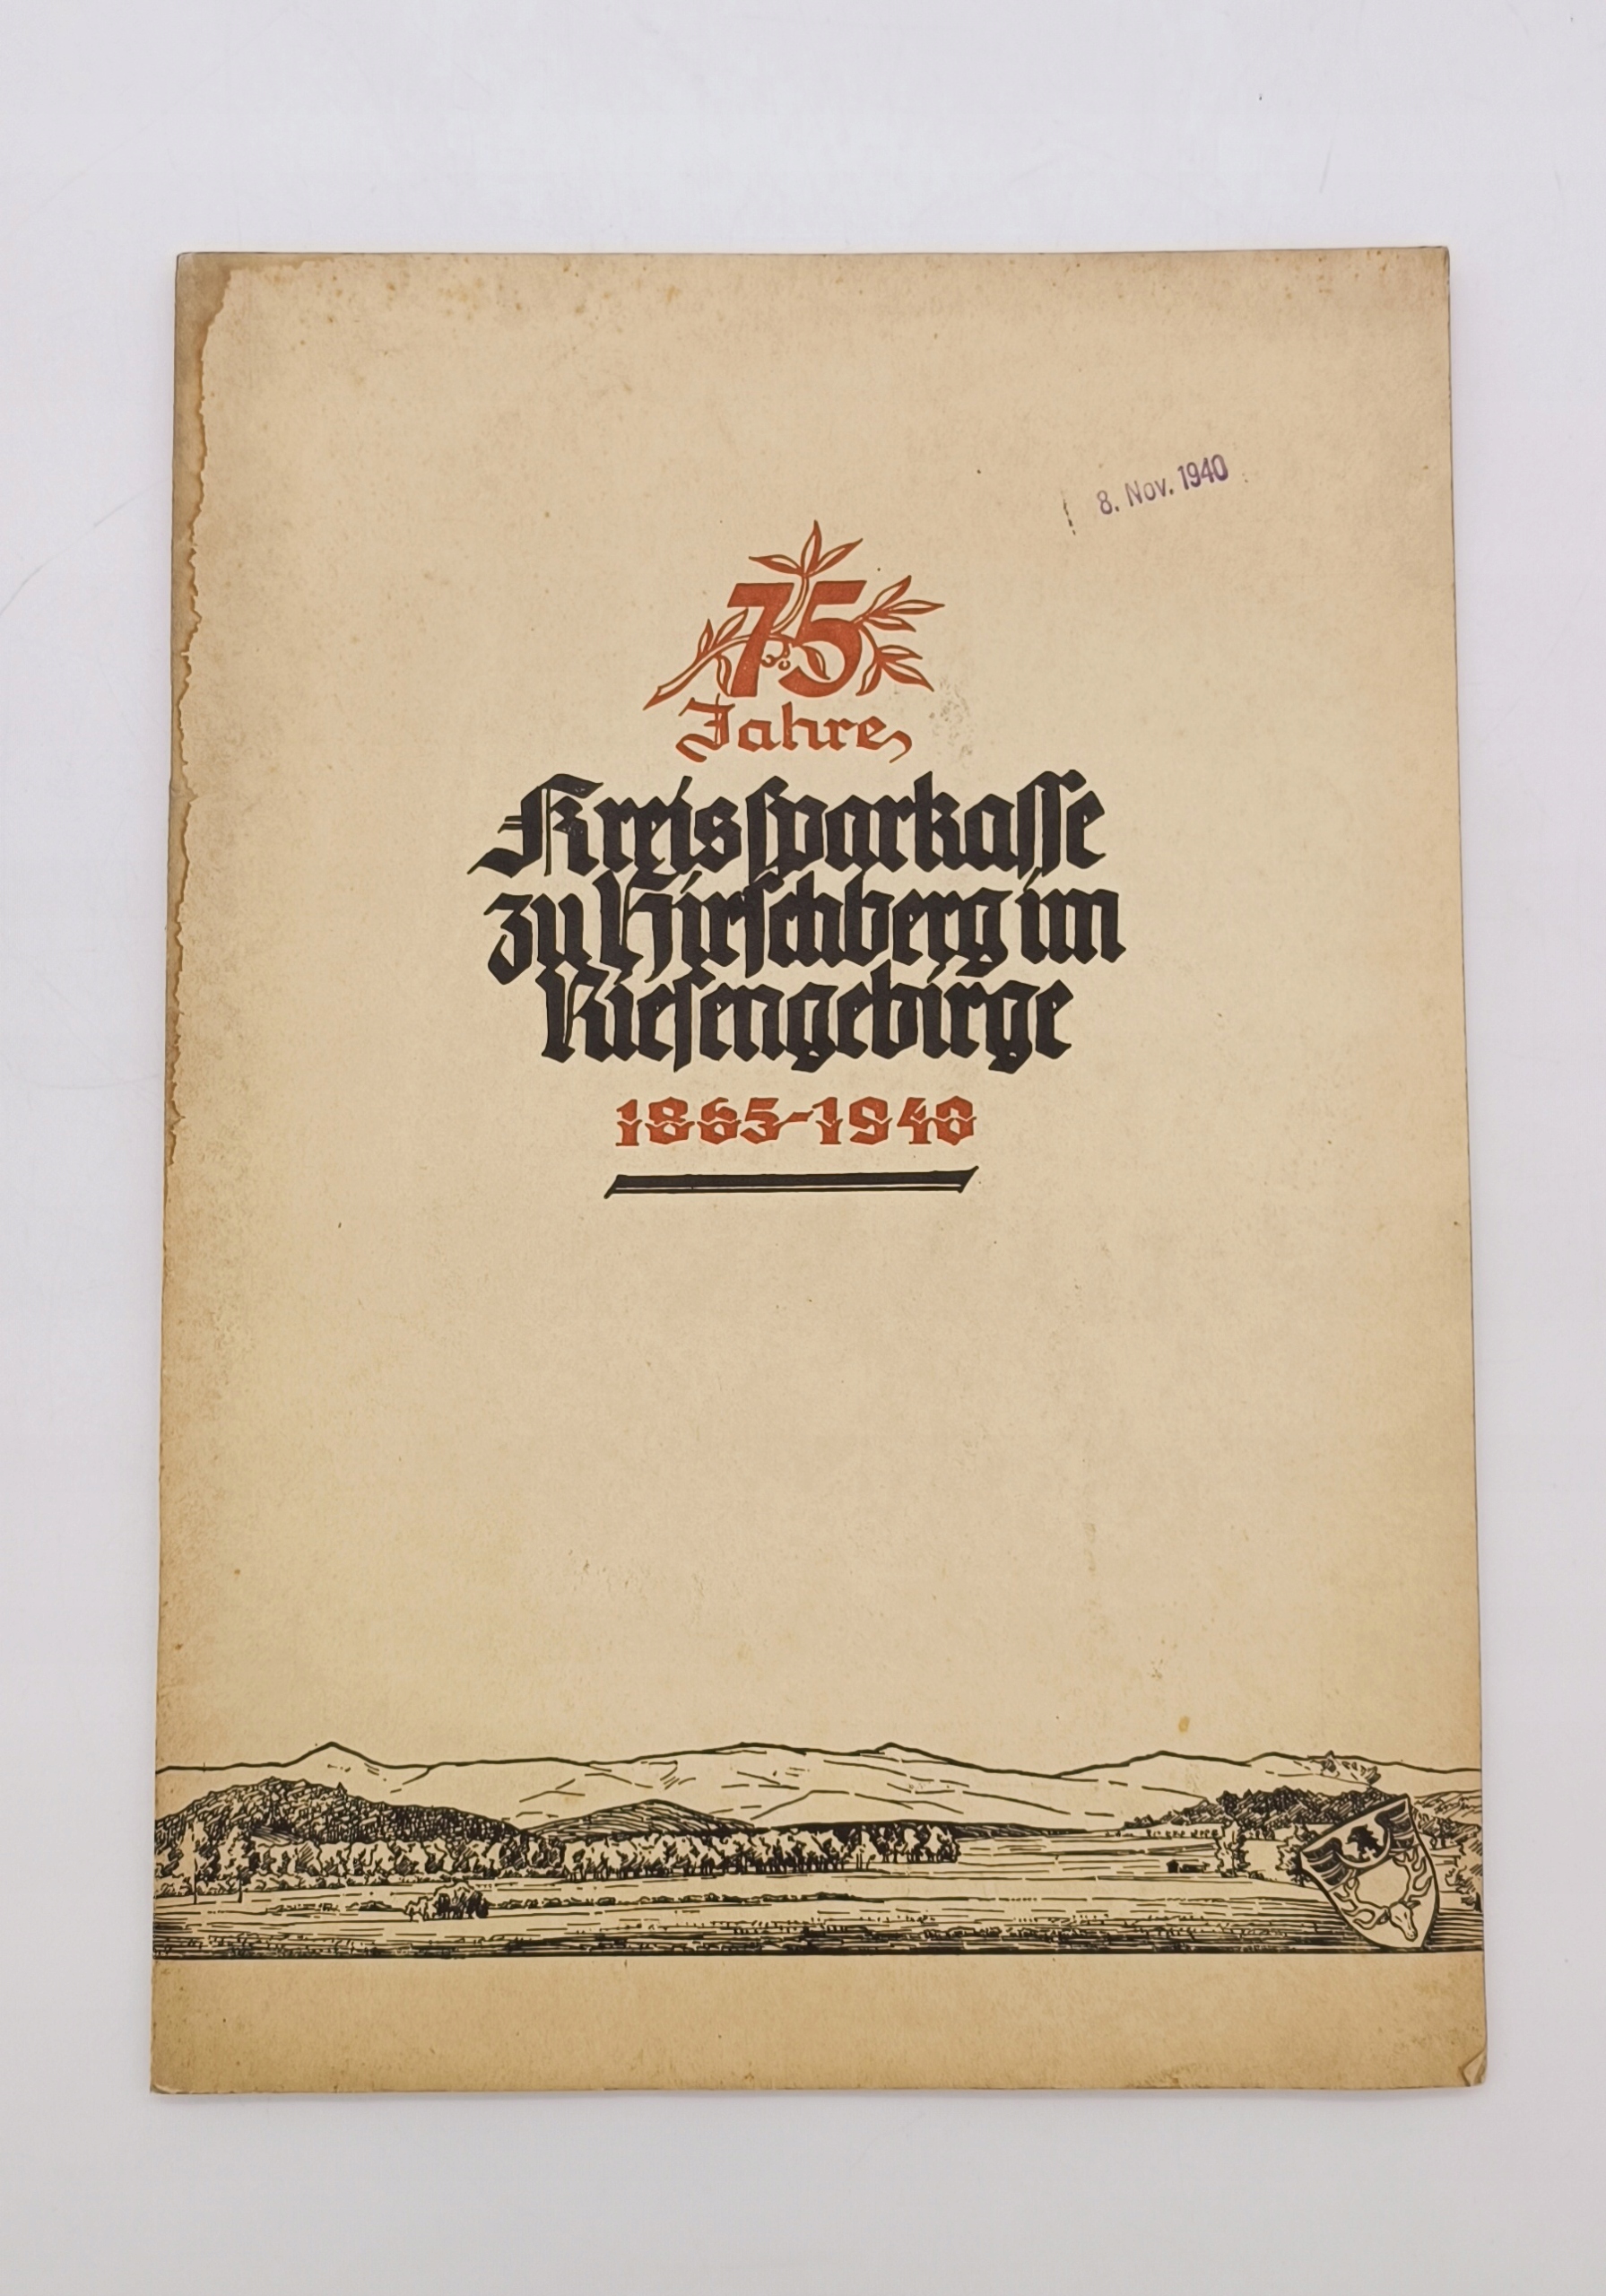 8. Nov. 1940
75
Jahre
Kreissparkasse
zu Hirschberg im
Riesengebirge
1865-1940